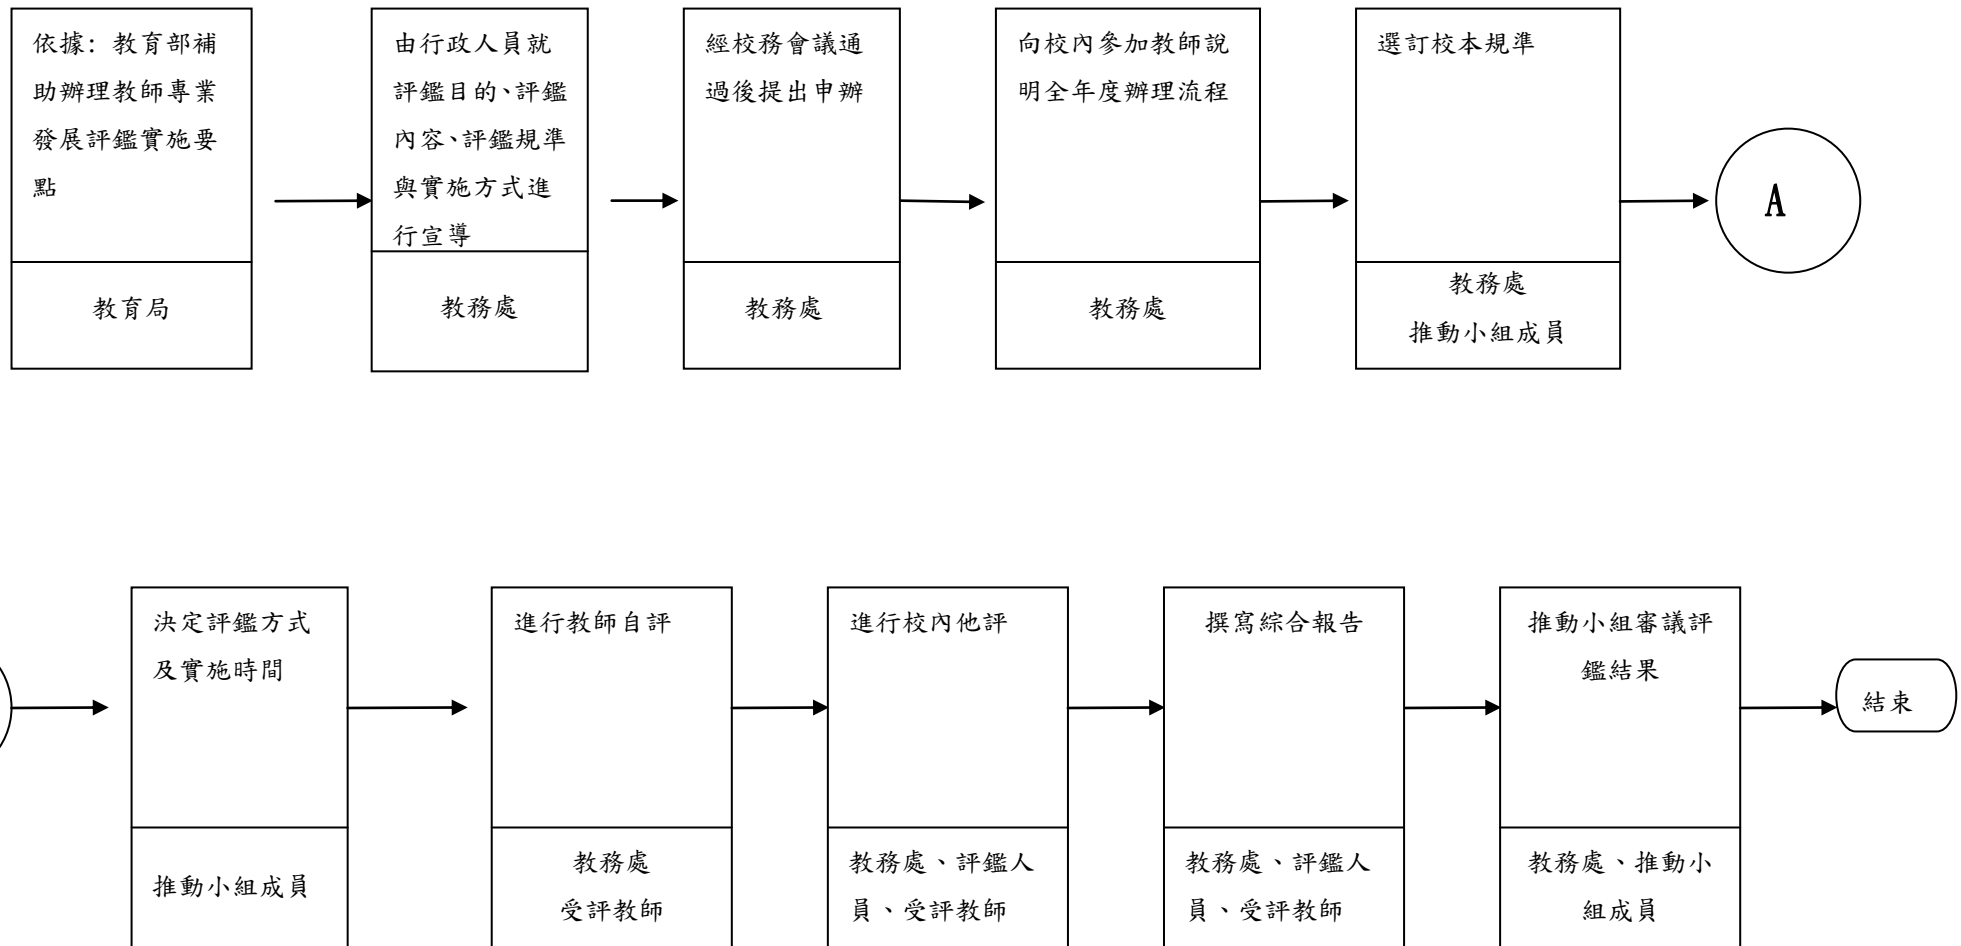 依據：教育部補
助辦理教師專業
發展評鑑實施要
點
教育局
由行政人員就
評鑑目的、評鑑
內容、評鑑規準
與實施方式進
行宣導
教務處
經校務會議通
過後提出申辦
教務處
向校內參加教師說
明全年度辦理流程
教務處
選訂校本規準
教務處
推動小組成員
A
決定評鑑方式
及實施時間
推動小組成員
進行教師自評
教務處
受評教師
進行校內他評
教務處、評鑑人
員、受評教師
撰寫綜合報告
教務處、評鑑人
員、受評教師
推動小組審議評
鑑結果
教務處、推動小
組成員
結束